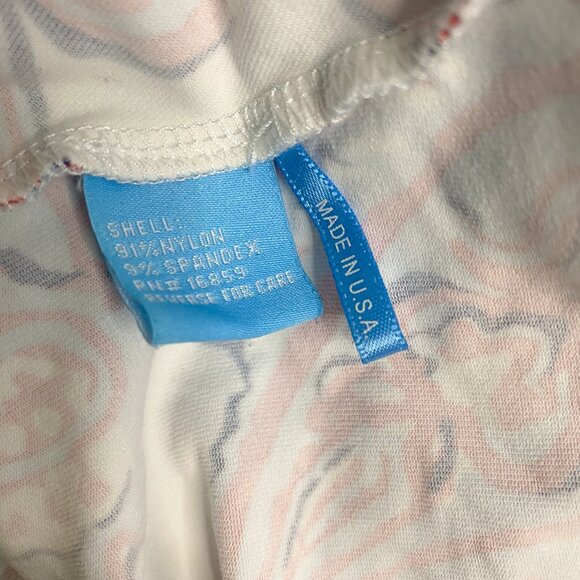 SHELL:
91% NYLON
9% SPANDEX
RN# 16859
REVERSE FOR CARE
MADE IN U.S.A.